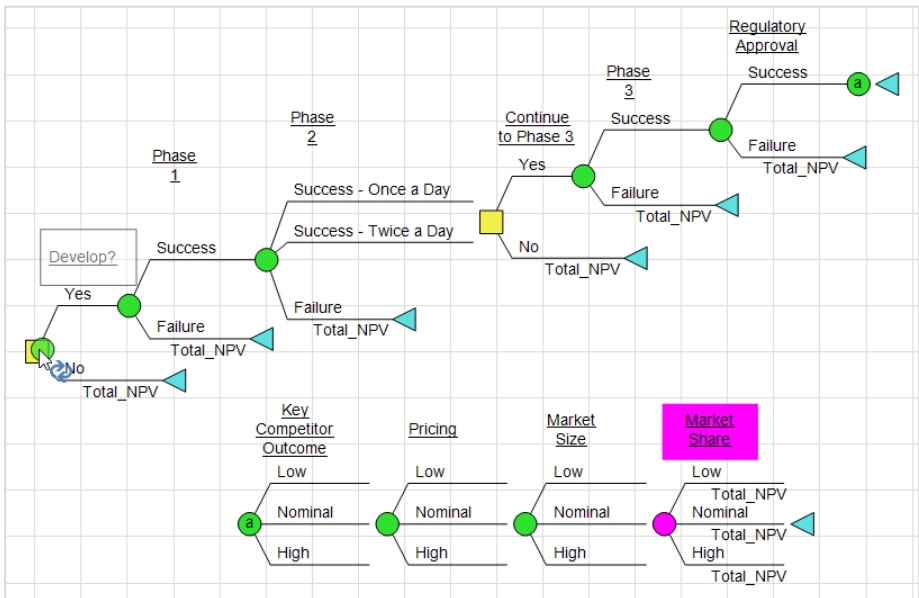 Regulatory
Approval
Success
a
Failure
Total_NPV
Phase
3
Success
Failure
Total_NPV
Continue
to Phase 3
Yes
No
Total_NPV
Phase
2
Success - Once a Day
Success - Twice a Day
Failure
Total_NPV
Phase
1
Success
Failure
Total_NPV
Develop?
Yes
No
Total_NPV
Key
Competitor
Outcome
Low
a
Nominal
High
Pricing
Low
Nominal
High
Market
Size
Low
Nominal
High
Market
Share
Low
Total_NPV
Nominal
Total_NPV
High
Total_NPV